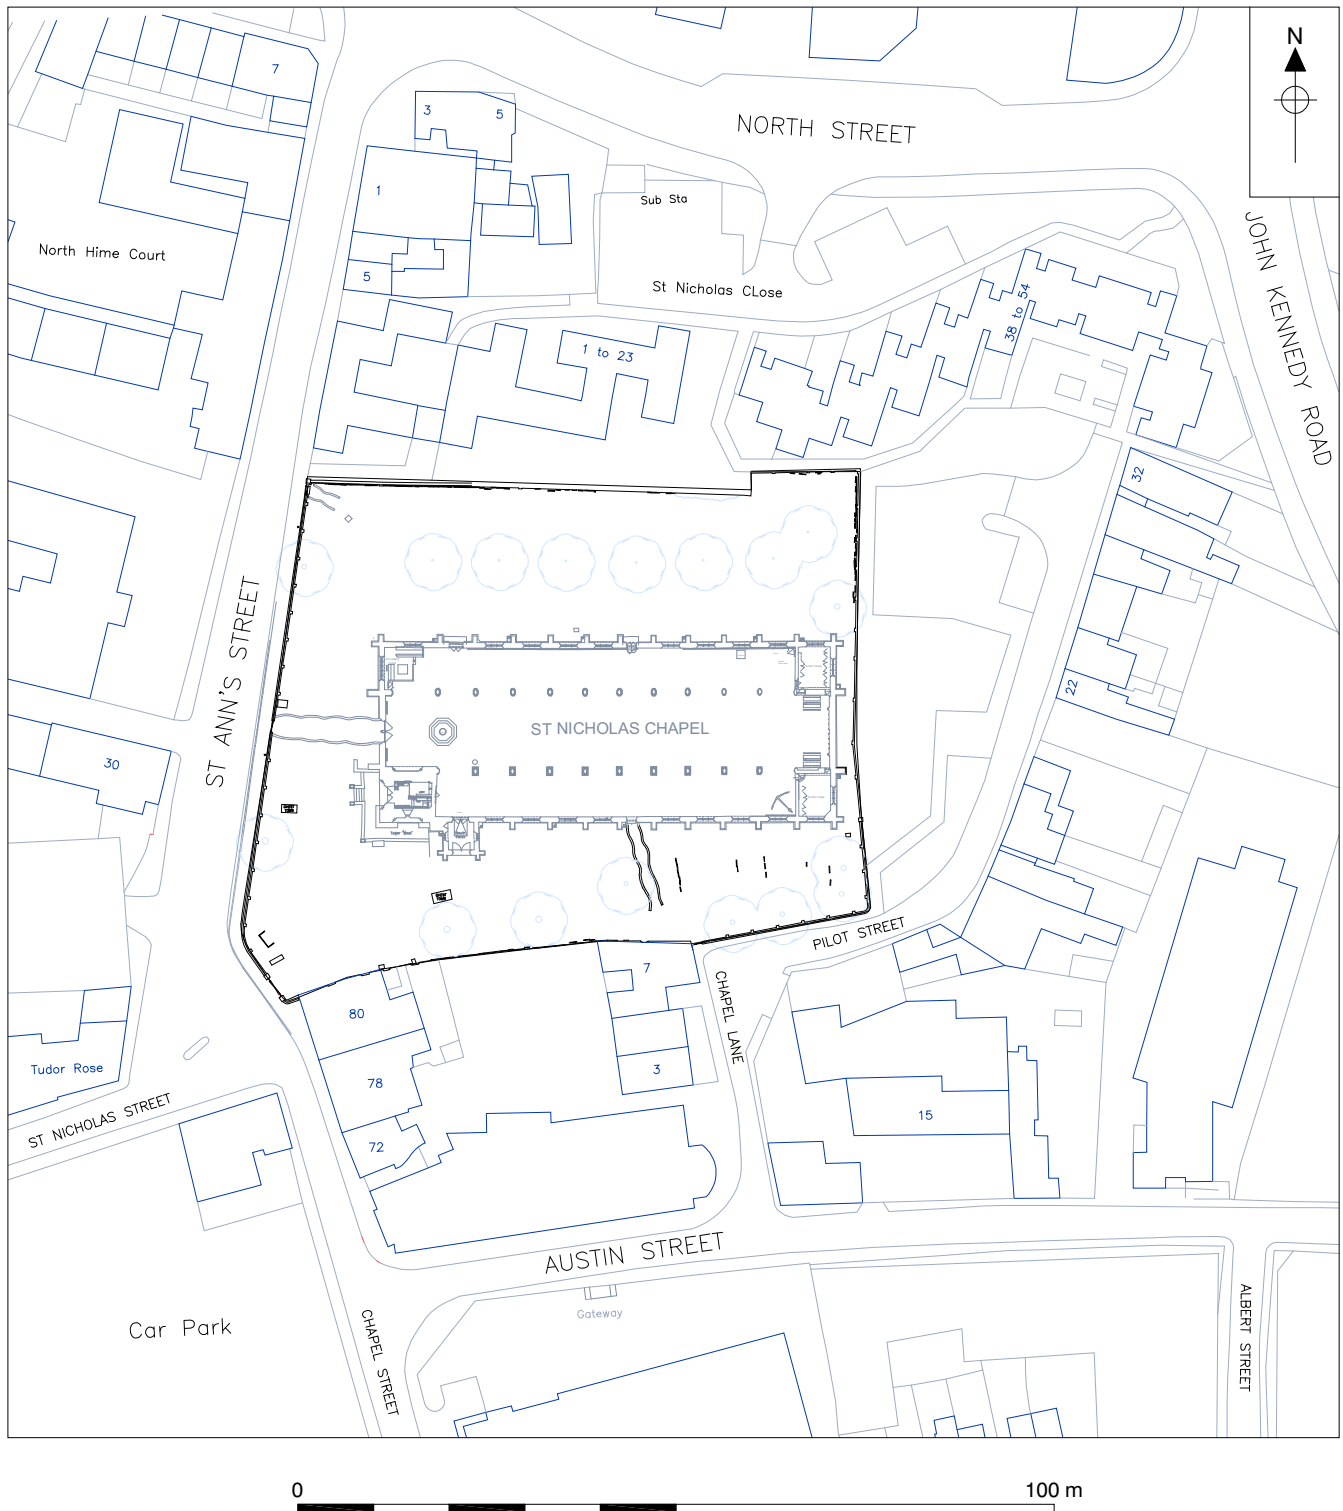 N
7
3
5
NORTH STREET
1
Sub Sta
North Hime Court
5
St Nicholas CLose
JOHN KENNEDY ROAD
38 to 54
1 to 23
32
ST ANN'S STREET
22
ST NICHOLAS CHAPEL
30
PILOT STREET
7
CHAPEL LANE
80
Tudor Rose
78
3
ST NICHOLAS STREET
15
72
AUSTIN STREET
Gateway
ALBERT STREET
Car Park
CHAPEL STREET
0
100 m